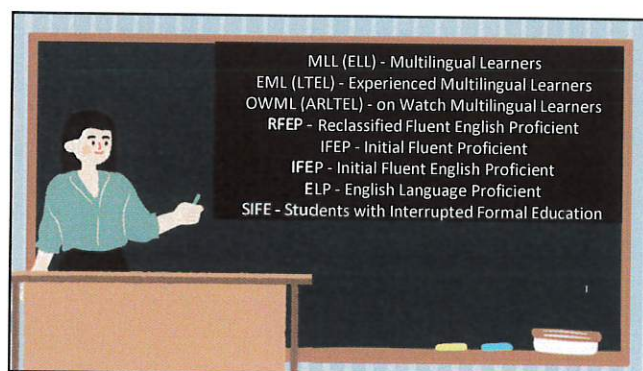 MLL (ELL) - Multilingual Learners
EML (LTEL) - Experienced Multilingual Learners
OWML (ARLTEL) - on Watch Multilingual Learners
RFEP - Reclassified Fluent English Proficient
IFEP - Initial Fluent Proficient
IFEP - Initial Fluent English Proficient
ELP - English Language Proficient
SIFE - Students with Interrupted Formal Education